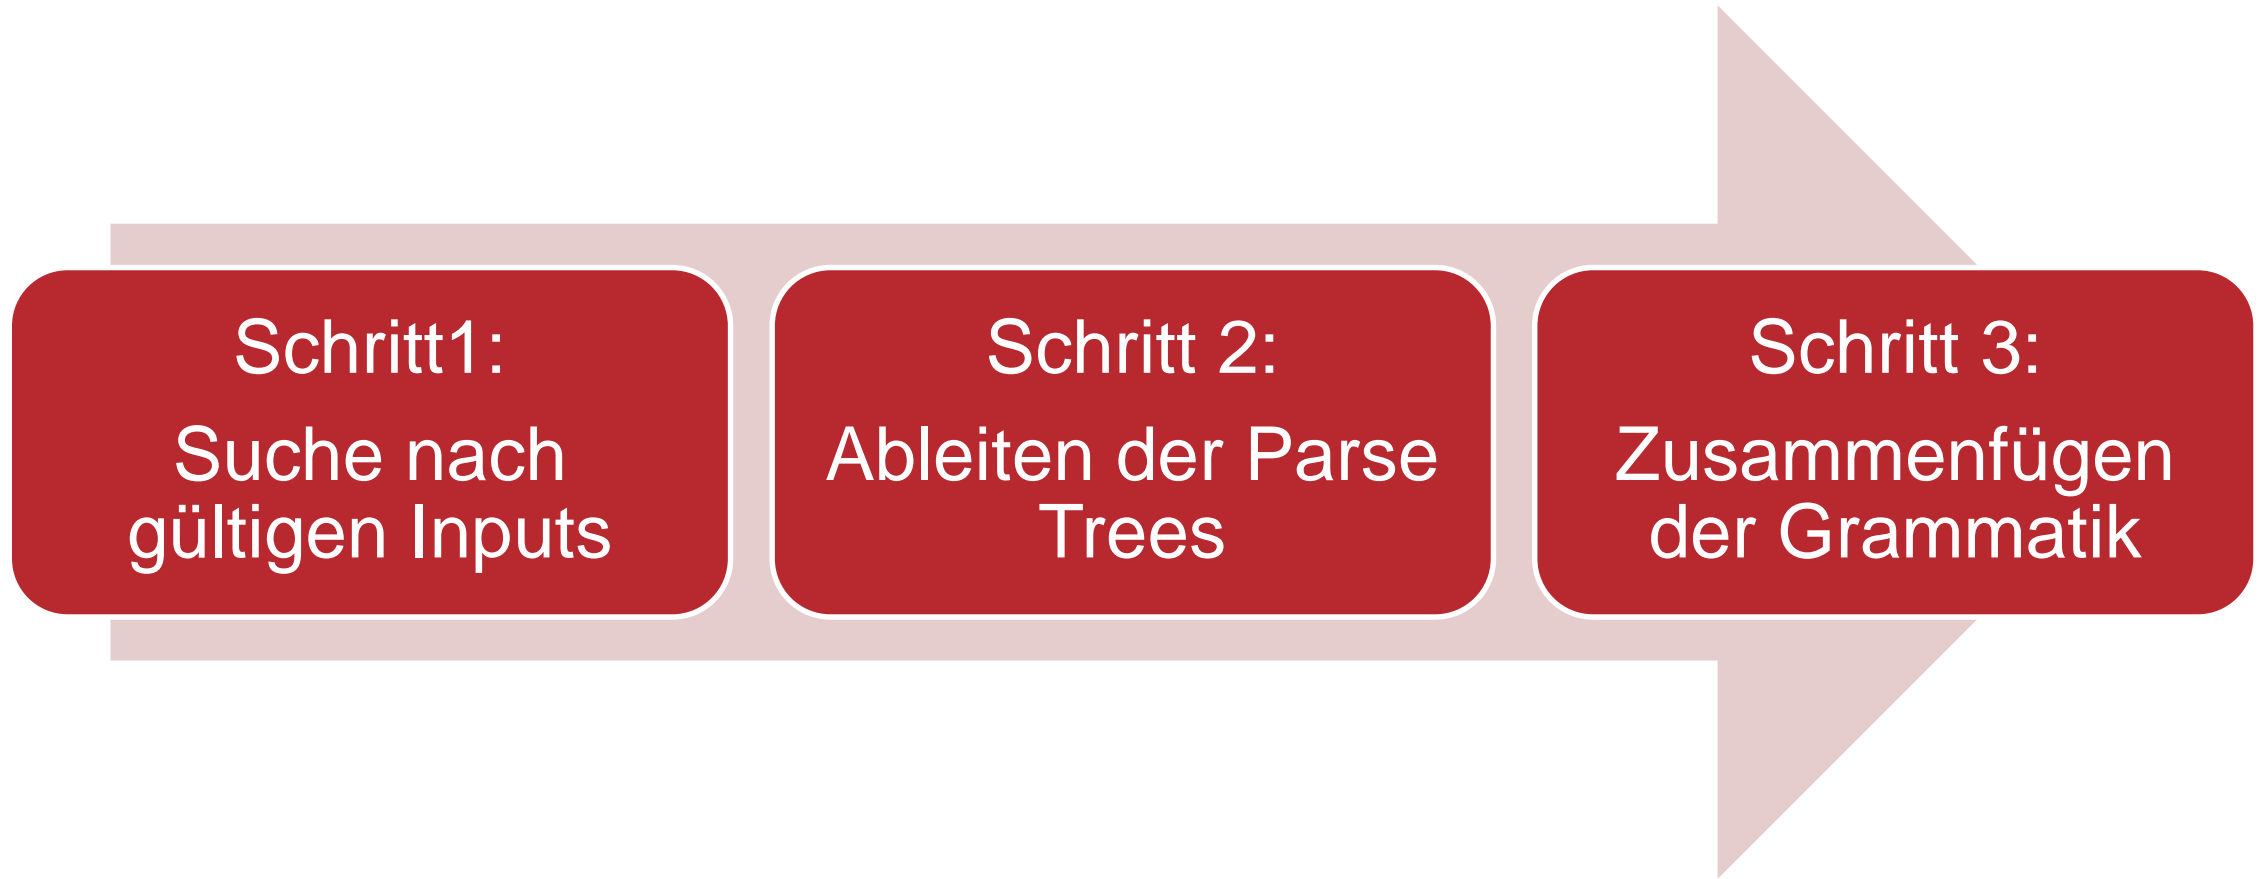 Schritt1:
Suche nach
gültigen Inputs
Schritt 2:
Ableiten der Parse
Trees
Schritt 3:
Zusammenfügen
der Grammatik